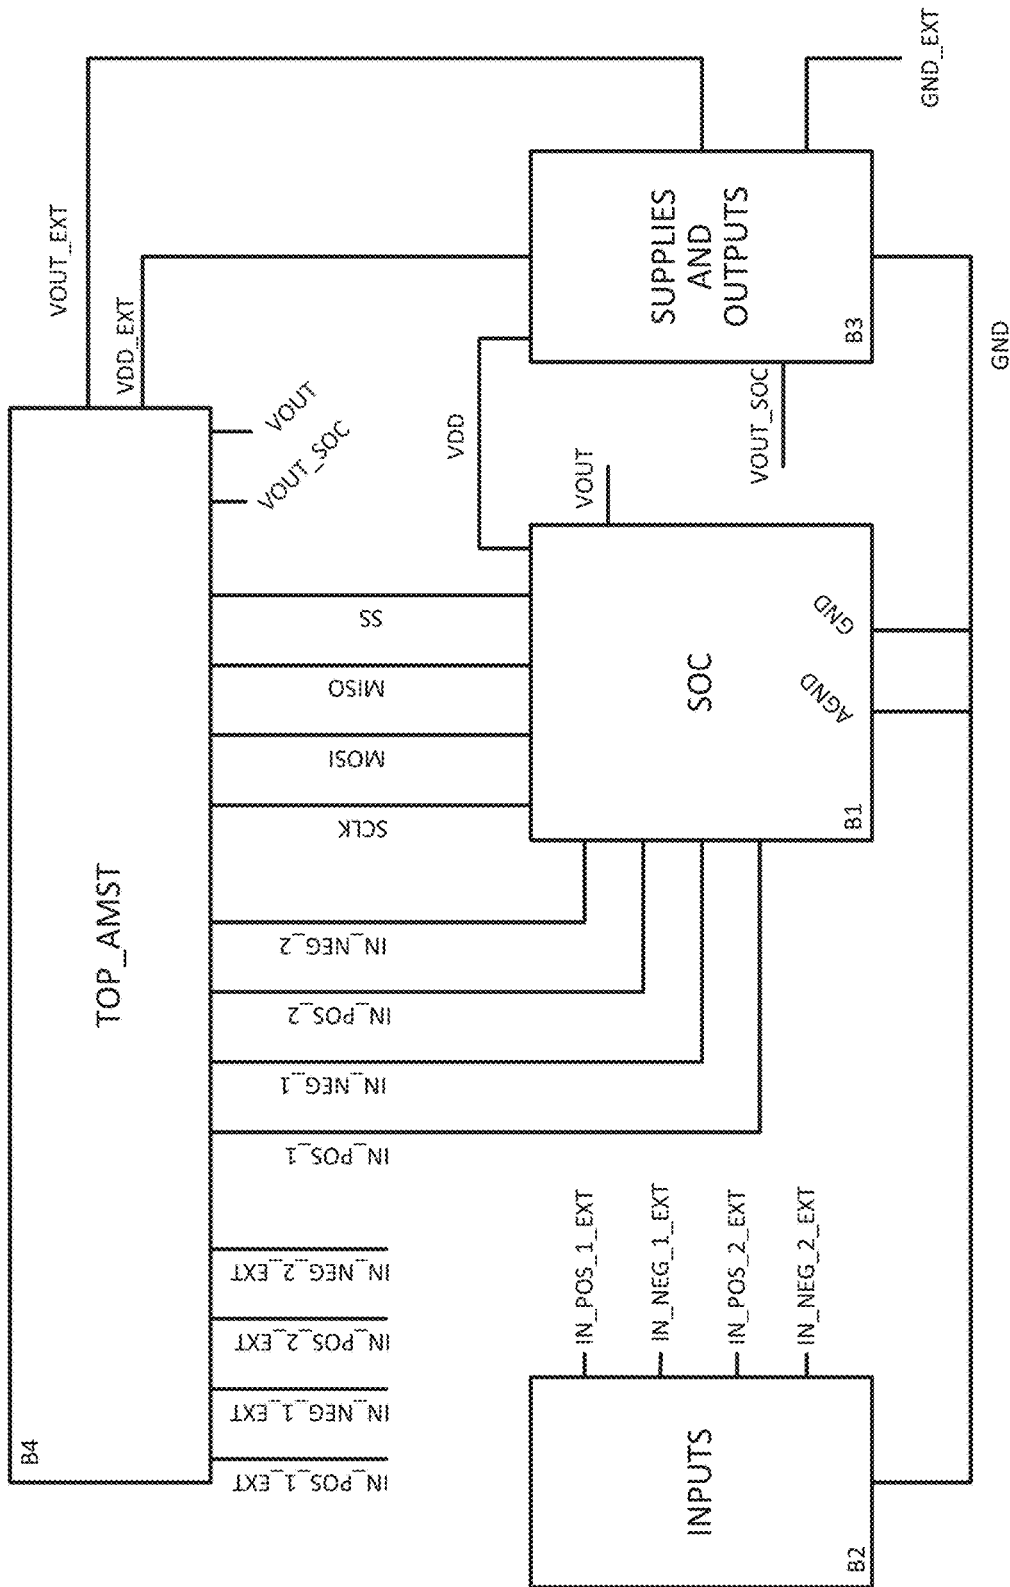 B4
TOP_AMST
VOUT_EXT
VDD_EXT
VOUT
VOUT_SOC
IN_POS_1_EXT
IN_NEG_1_EXT
IN_POS_2_EXT
IN_NEG_2_EXT
IN_POS_1
IN_NEG_1
IN_POS_2
IN_NEG_2
SCLK
MOSI
MISO
SS
VDD
INPUTS
B2
IN_POS_1_EXT
IN_NEG_1_EXT
IN_POS_2_EXT
IN_NEG_2_EXT
SOC
B1
AGND
GND
VOUT
VOUT_SOC
SUPPLIES
AND
OUTPUTS
B3
GND_EXT
GND